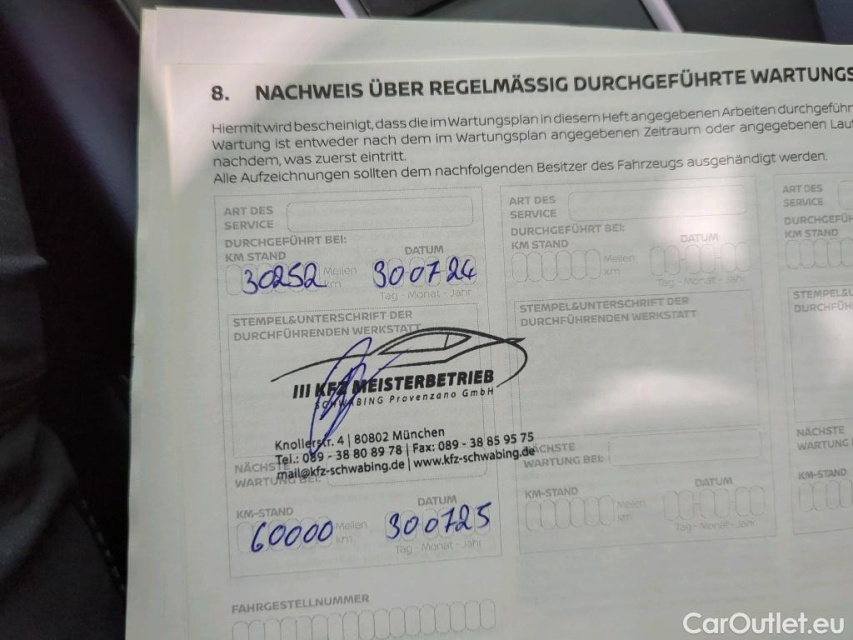 8. NACHWEIS ÜBER REGELMÄSSIG DURCHGEFÜHRTE WARTUNGS
Hiermit wird bescheinigt, dass die im Wartungsplan in diesem Heft angegebenen Arbeiten durchgeführ
Wartung ist entweder nach dem im Wartungsplan angegebenen Zeitraum oder angegebenen Lau
nachdem, was zuerst eintritt.
Alle Aufzeichnungen sollten dem nachfolgenden Besitzer des Fahrzeugs ausgehändigt werden.
ART DES
SERVICE
DURCHGEFÜHRT BEI:
KM STAND DATUM
30252 Meilen km 300724
Tag - Monat - Jahr
STEMPEL&UNTERSCHRIFT DER
DURCHFÜHRENDEN WERKSTATT
III KFZ MEISTERBETRIEB
SCHWABING Provenzano GmbH
Knollerstr. 4 | 80802 München
Tel.: 089 - 38 80 89 78 | Fax: 089 - 38 85 95 75
mail@kfz-schwabing.de | www.kfz-schwabing.de
NÄCHSTE
WARTUNG BEI:
KM-STAND DATUM
60000 Meilen km 300725
Tag - Monat - Jahr
FAHRGESTELLNUMMER
ART DES
SERVICE
DURCHGEFÜHRT BEI:
KM STAND DATUM
Meilen
km
Tag - Monat - Jahr
STEMPEL&UNTERSCHRIFT DER
DURCHFÜHRENDEN WERKSTATT
NÄCHSTE
WARTUNG BEI:
KM-STAND DATUM
Meilen
km
Tag - Monat - Jahr
ART DES
SERVICE
DURCHGEFÜH
KM STAND
STEMPEL&
DURCHFÜH
NÄCHSTE
WARTUNG
KM-STAND
CarOutlet.eu